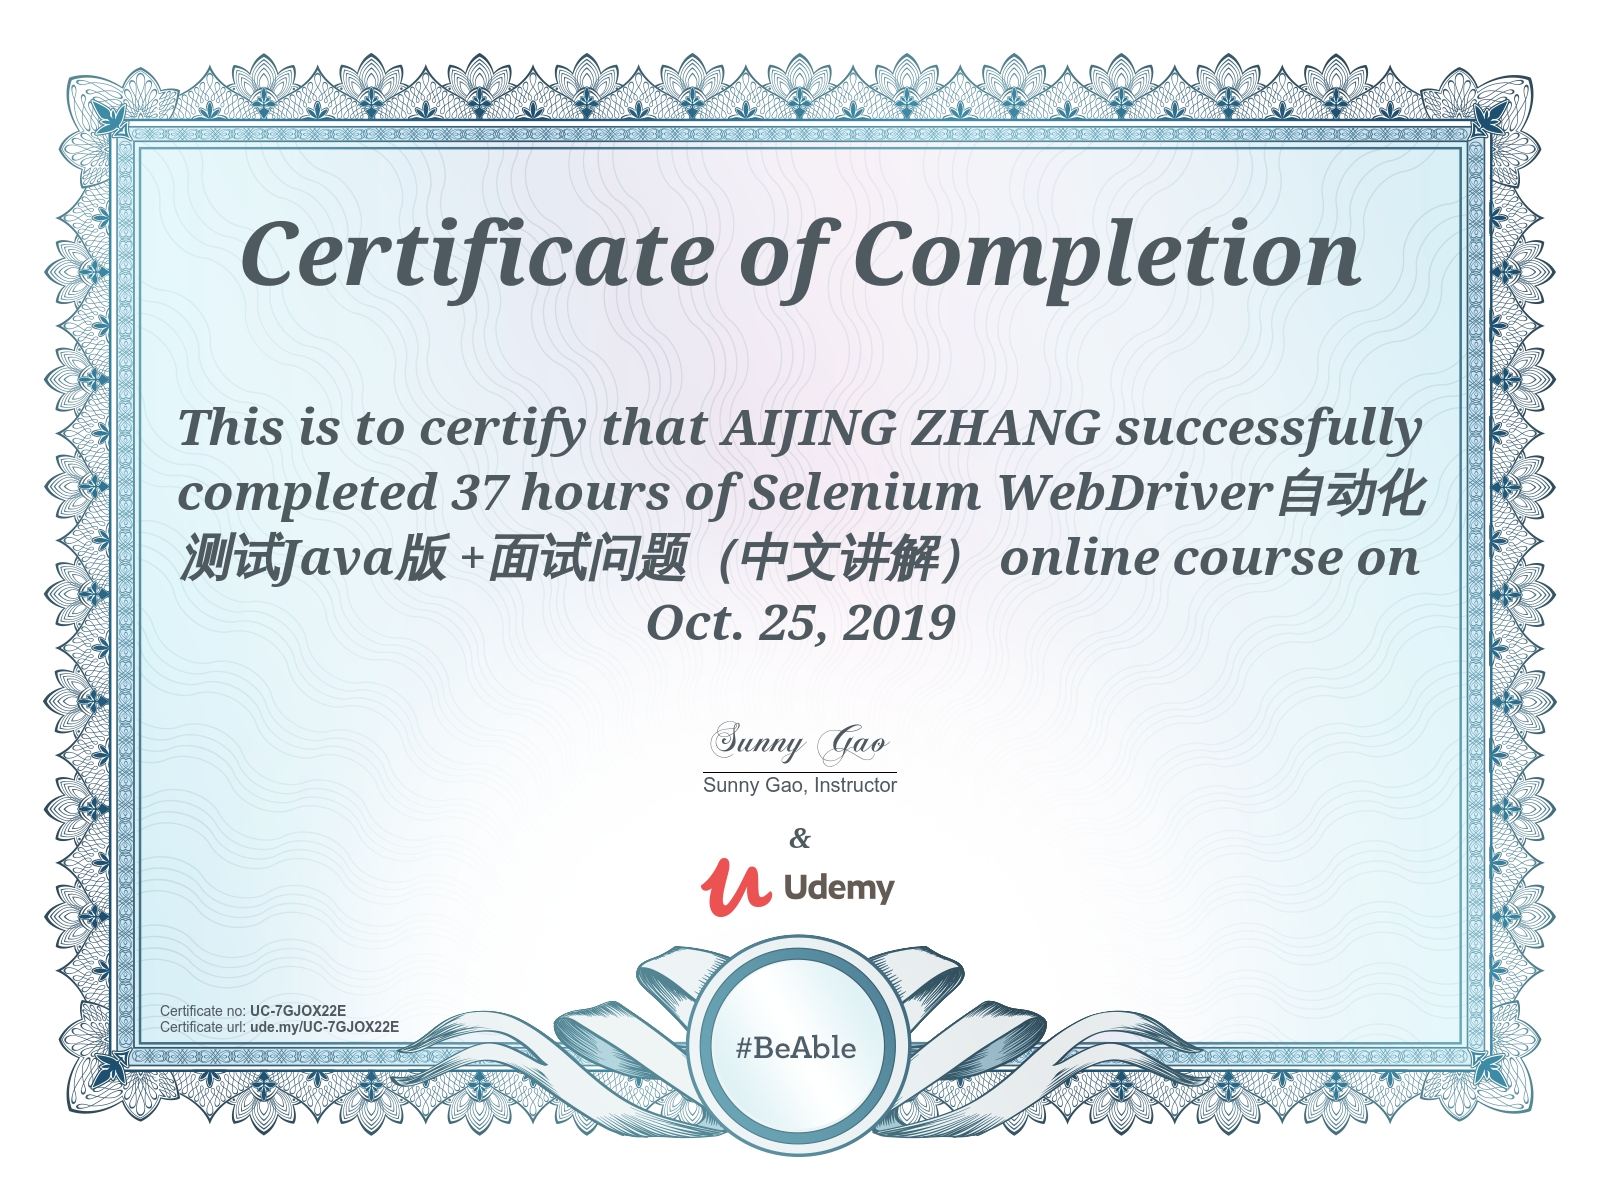 Certificate of Completion
This is to certify that AIJING ZHANG successfully
completed 37 hours of Selenium WebDriver自动化
测试Java版 +面试问题（中文讲解） online course on
Oct. 25, 2019
Sunny Gao
Sunny Gao, Instructor
&
Udemy
Certificate no: UC-7GJOX22E
Certificate url: ude.my/UC-7GJOX22E
#BeAble